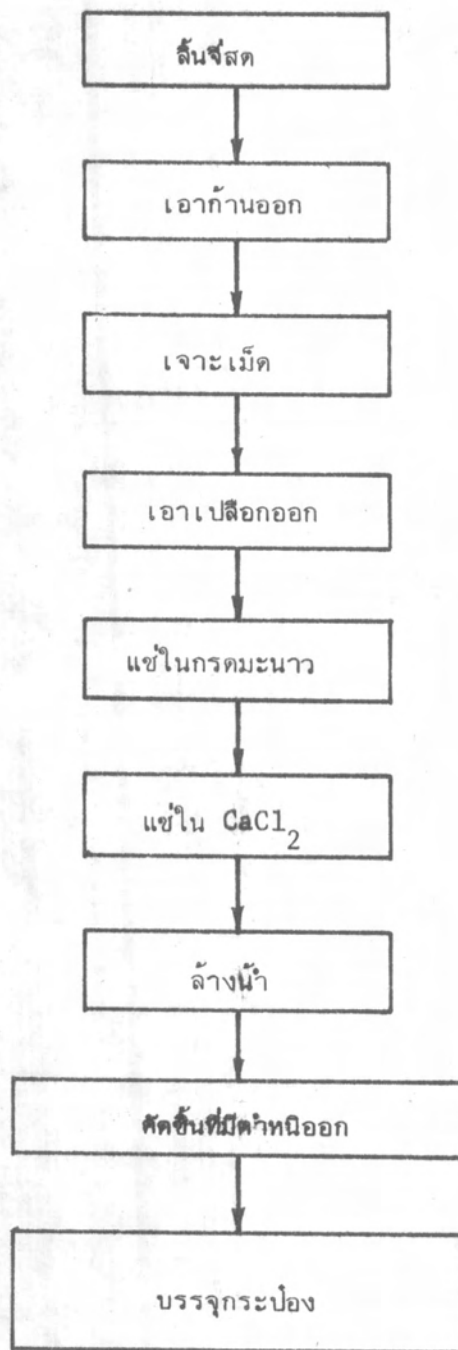 ลิ้นจี่สด
เอาก้านออก
เจาะเม็ด
เอาเปลือกออก
แช่ในกรดมะนาว
แช่ใน CaCl₂
ล้างน้ำ
คัดชิ้นที่มีตำหนิออก
บรรจุกระป๋อง